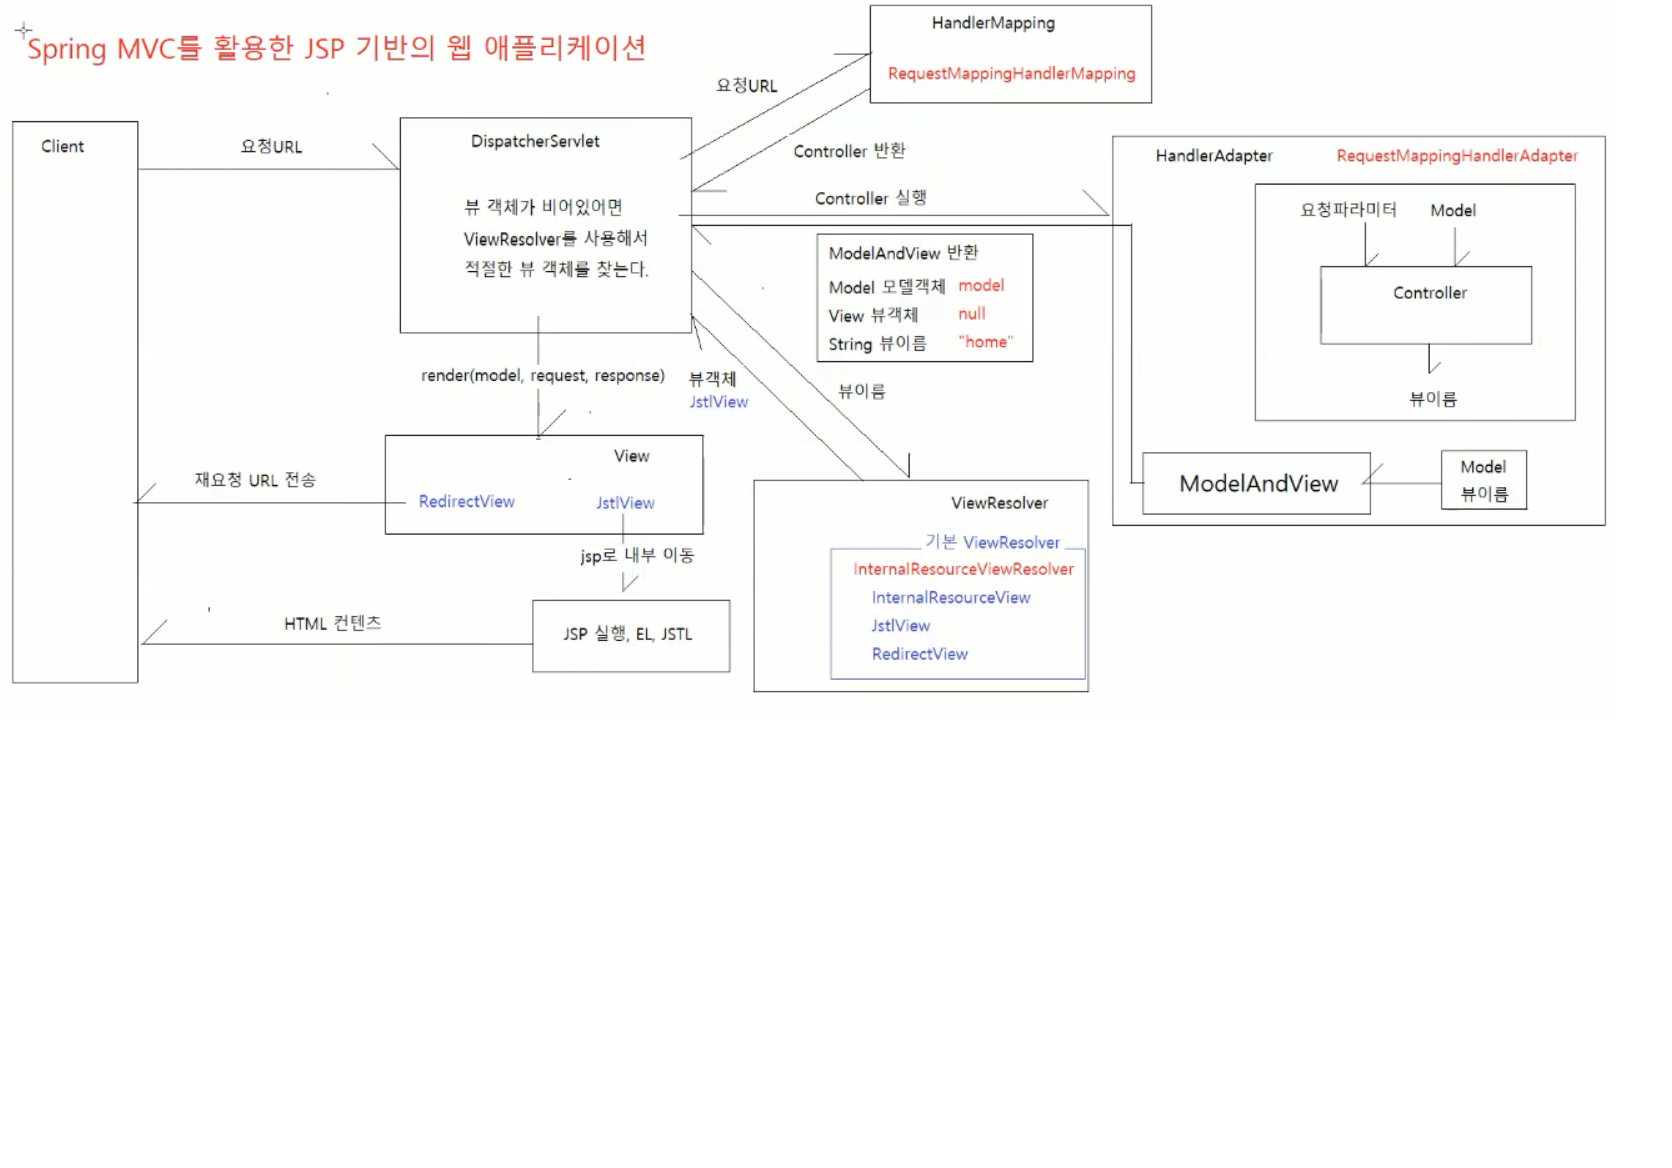 Spring MVC를 활용한 JSP 기반의 웹 애플리케이션
HandlerMapping
RequestMappingHandlerMapping
요청URL
Client
요청URL
DispatcherServlet
뷰 객체가 비어있어면
ViewResolver를 사용해서
적절한 뷰 객체를 찾는다.
Controller 반환
Controller 실행
HandlerAdapter
RequestMappingHandlerAdapter
요청파라미터
Model
Controller
뷰이름
ModelAndView 반환
Model 모델객체 model
View 뷰객체 null
String 뷰이름 "home"
render(model, request, response)
뷰객체
JstlView
뷰이름
ModelAndView
Model
뷰이름
View
RedirectView
JstlView
재요청 URL 전송
jsp로 내부 이동
HTML 컨텐츠
JSP 실행, EL, JSTL
ViewResolver
기본 ViewResolver
InternalResourceViewResolver
InternalResourceView
JstlView
RedirectView